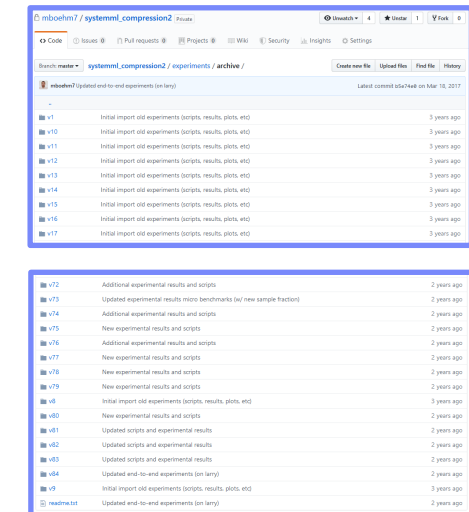 mboehm7 / systemml_compression2 Private Unwatch 4 Unstar 1 Fork 0
Code Issues 0 Pull requests 0 Projects 0 Wiki Security Insights Settings
Branch: master systemml_compression2 / experiments / archive / Create new file Upload files Find file History
mboehm7 Updated end-to-end experiments (on larry) Latest commit b5e74e8 on Mar 18, 2017
..
v1 Initial import old experiments (scripts, results, plots, etc) 3 years ago
v10 Initial import old experiments (scripts, results, plots, etc) 3 years ago
v11 Initial import old experiments (scripts, results, plots, etc) 3 years ago
v12 Initial import old experiments (scripts, results, plots, etc) 3 years ago
v13 Initial import old experiments (scripts, results, plots, etc) 3 years ago
v14 Initial import old experiments (scripts, results, plots, etc) 3 years ago
v15 Initial import old experiments (scripts, results, plots, etc) 3 years ago
v16 Initial import old experiments (scripts, results, plots, etc) 3 years ago
v17 Initial import old experiments (scripts, results, plots, etc) 3 years ago
v72 Additional experimental results and scripts 2 years ago
v73 Updated experimental results micro benchmarks (w/ new sample fraction) 2 years ago
v74 Additional experimental results and scripts 2 years ago
v75 New experimental results and scripts 2 years ago
v76 Additional experimental results and scripts 2 years ago
v77 New experimental results and scripts 2 years ago
v78 New experimental results and scripts 2 years ago
v79 New experimental results and scripts 2 years ago
v8 Initial import old experiments (scripts, results, plots, etc) 3 years ago
v80 New experimental results and scripts 2 years ago
v81 Updated scripts and experimental results 2 years ago
v82 Updated scripts and experimental results 2 years ago
v83 Updated scripts and experimental results 2 years ago
v84 Updated end-to-end experiments (on larry) 2 years ago
v9 Initial import old experiments (scripts, results, plots, etc) 3 years ago
readme.txt Updated end-to-end experiments (on larry) 2 years ago